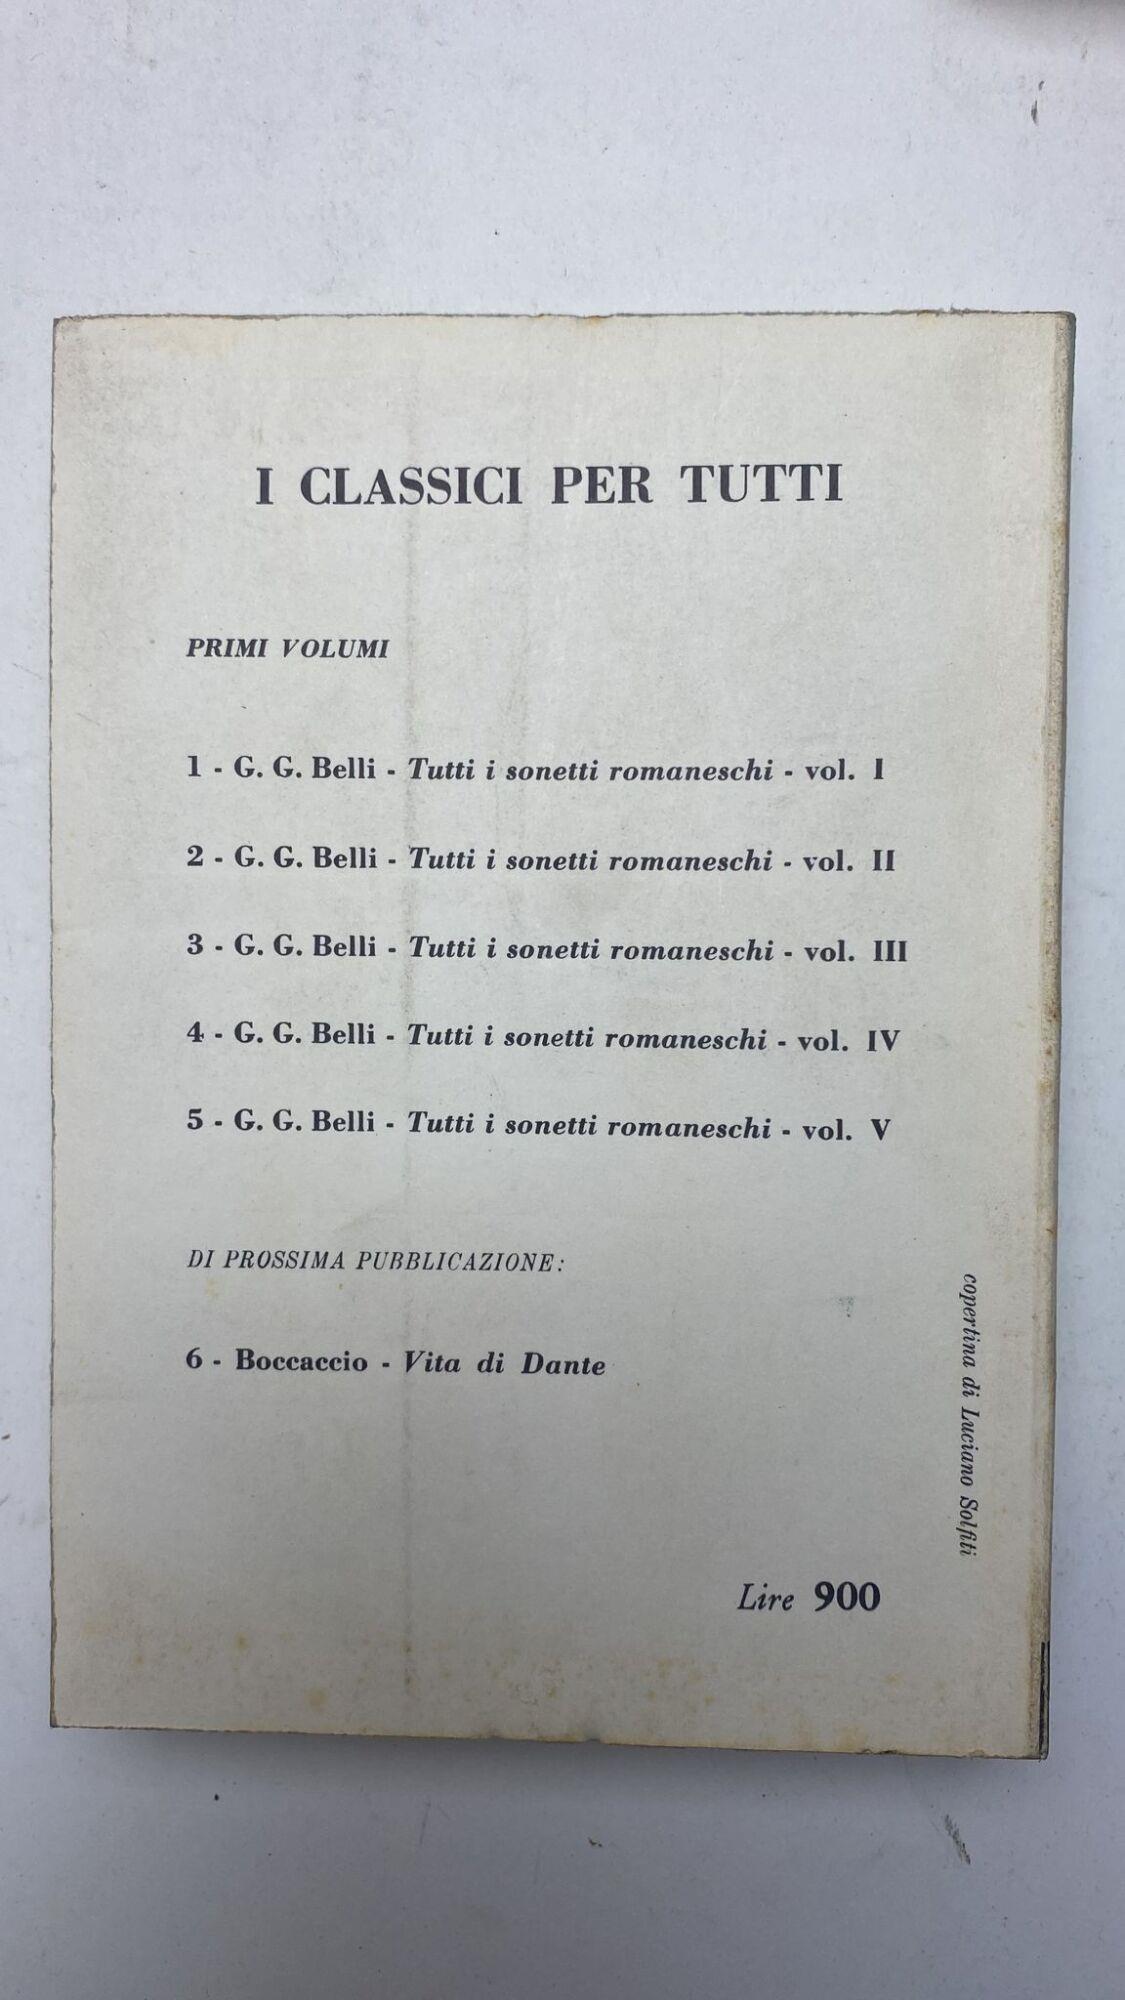 I CLASSICI PER TUTTI
PRIMI VOLUMI
1 - G. G. Belli - Tutti i sonetti romaneschi - vol. I
2 - G. G. Belli - Tutti i sonetti romaneschi - vol. II
3 - G. G. Belli - Tutti i sonetti romaneschi - vol. III
4 - G. G. Belli - Tutti i sonetti romaneschi - vol. IV
5 - G. G. Belli - Tutti i sonetti romaneschi - vol. V
DI PROSSIMA PUBBLICAZIONE:
6 - Boccaccio - Vita di Dante
copertina di Luciano Solfiti
Lire 900